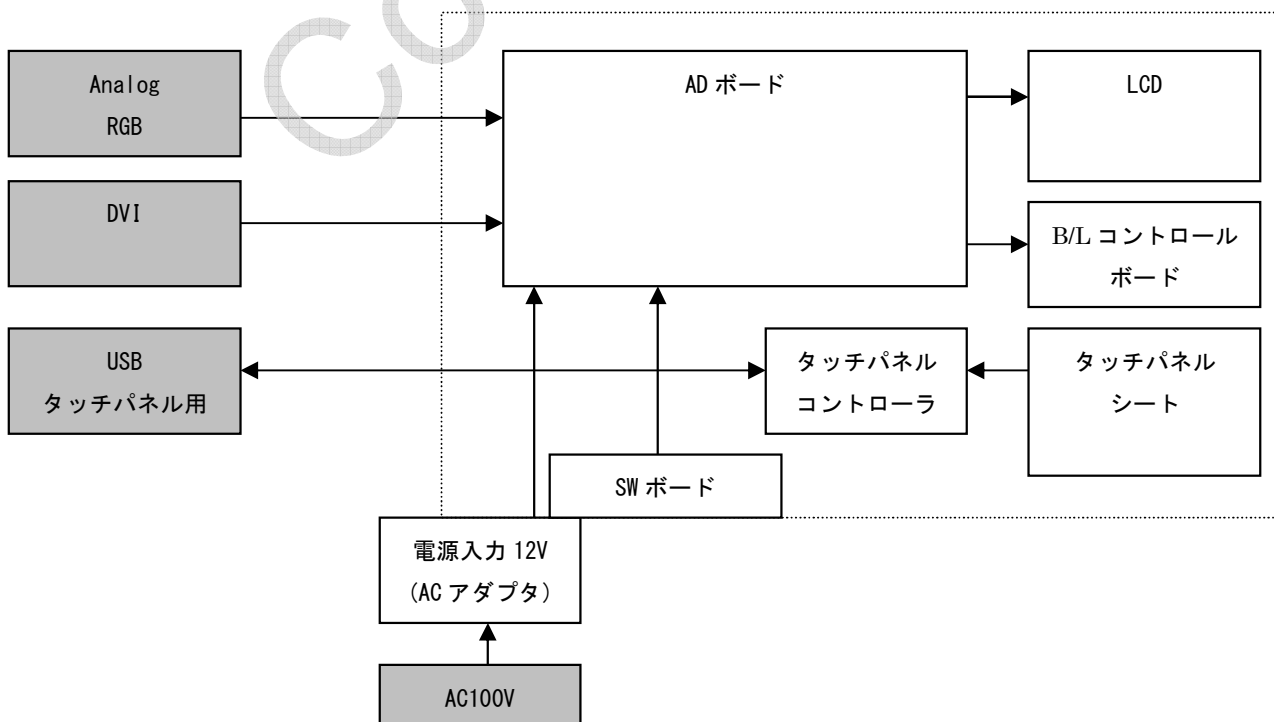 Analog
RGB
AD ボード
LCD
DVI
B/L コントロール
ボード
USB
タッチパネル用
タッチパネル
コントローラ
タッチパネル
シート
SW ボード
電源入力 12V
(AC アダプタ)
AC100V